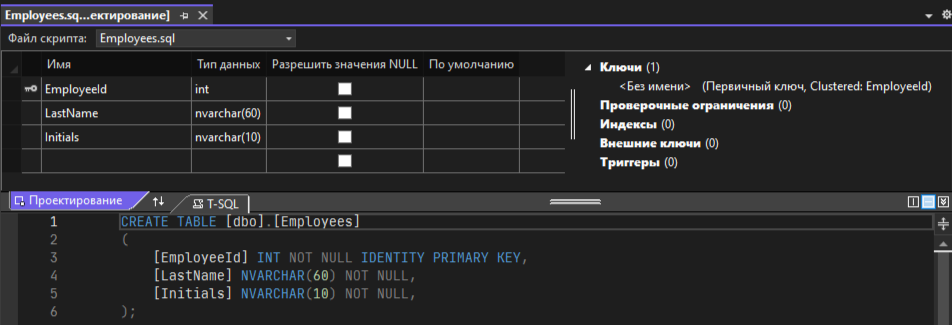 Employees.sq...ектирование]
Файл скрипта: Employees.sql
Имя Тип данных Разрешить значения NULL По умолчанию
EmployeeId int
LastName nvarchar(60)
Initials nvarchar(10)
Ключи (1)
<Без имени> (Первичный ключ, Clustered: EmployeeId)
Проверочные ограничения (0)
Индексы (0)
Внешние ключи (0)
Триггеры (0)
Проектирование T-SQL
1 CREATE TABLE [dbo].[Employees]
2 (
3 [EmployeeId] INT NOT NULL IDENTITY PRIMARY KEY,
4 [LastName] NVARCHAR(60) NOT NULL,
5 [Initials] NVARCHAR(10) NOT NULL,
6 );